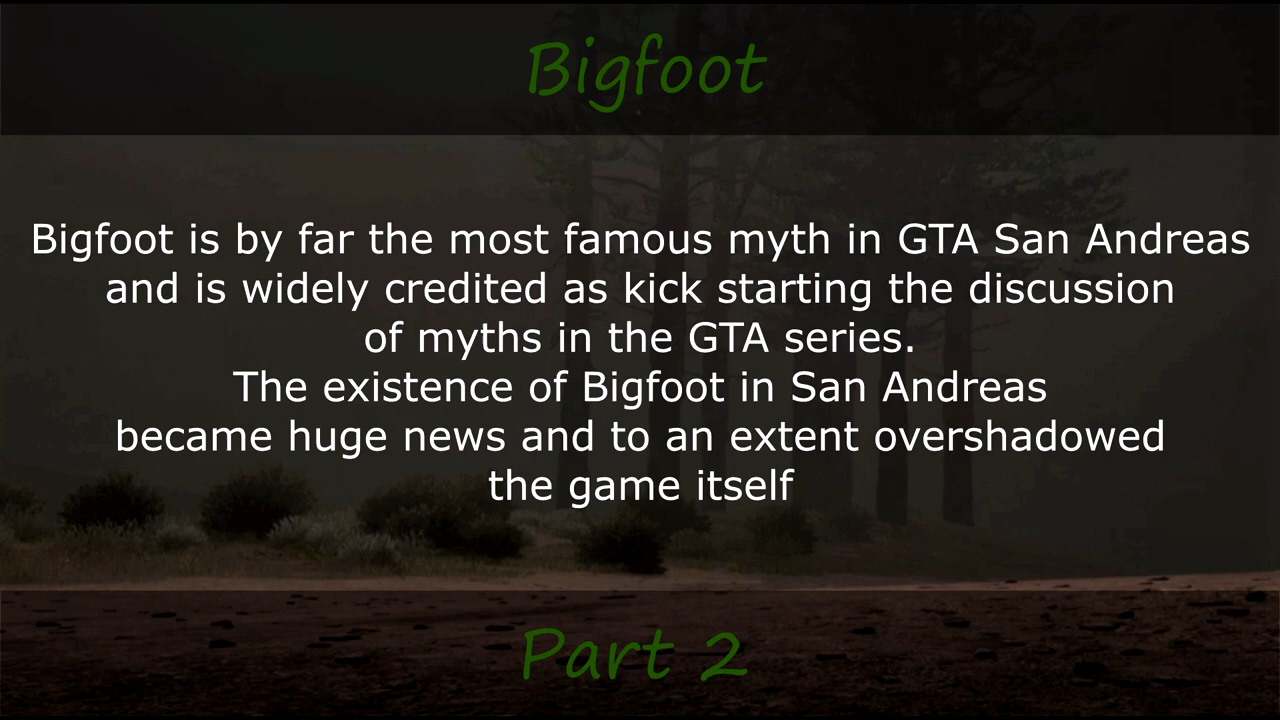 Bigfoot
Bigfoot is by far the most famous myth in GTA San Andreas
and is widely credited as kick starting the discussion
of myths in the GTA series.
The existence of Bigfoot in San Andreas
became huge news and to an extent overshadowed
the game itself
Part 2